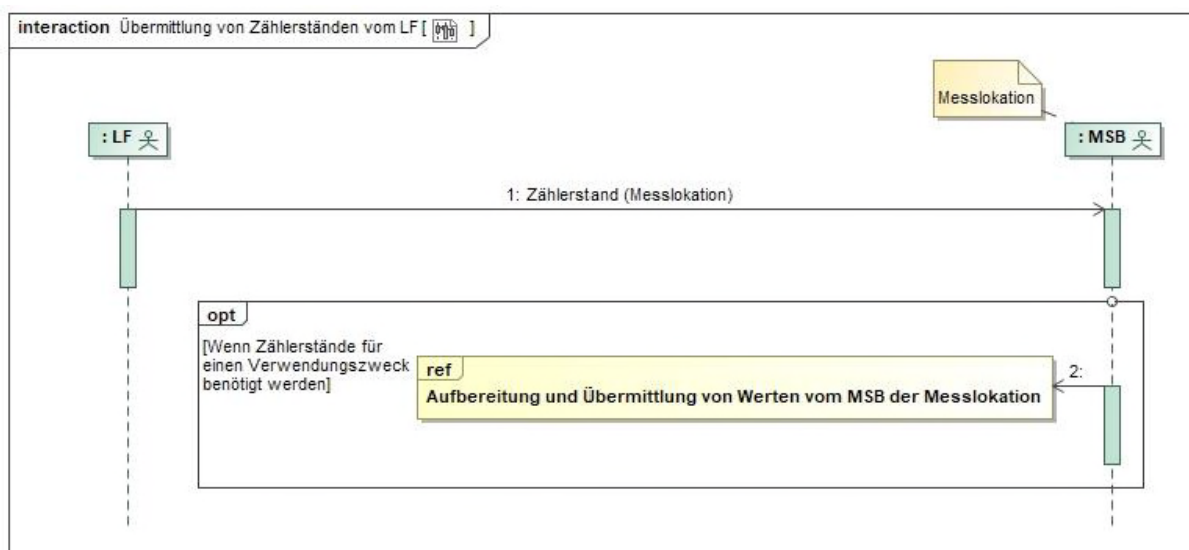 interaction Übermittlung von Zählerständen vom LF [ ]
Messlokation
: LF
: MSB
1: Zählerstand (Messlokation)
opt
[Wenn Zählerstände für
einen Verwendungszweck
benötigt werden]
ref
2:
Aufbereitung und Übermittlung von Werten vom MSB der Messlokation